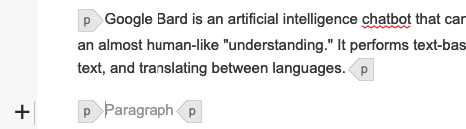 p Google Bard is an artificial intelligence chatbot that can
an almost human-like "understanding." It performs text-bas
text, and translating between languages. p
+ p Paragraph p